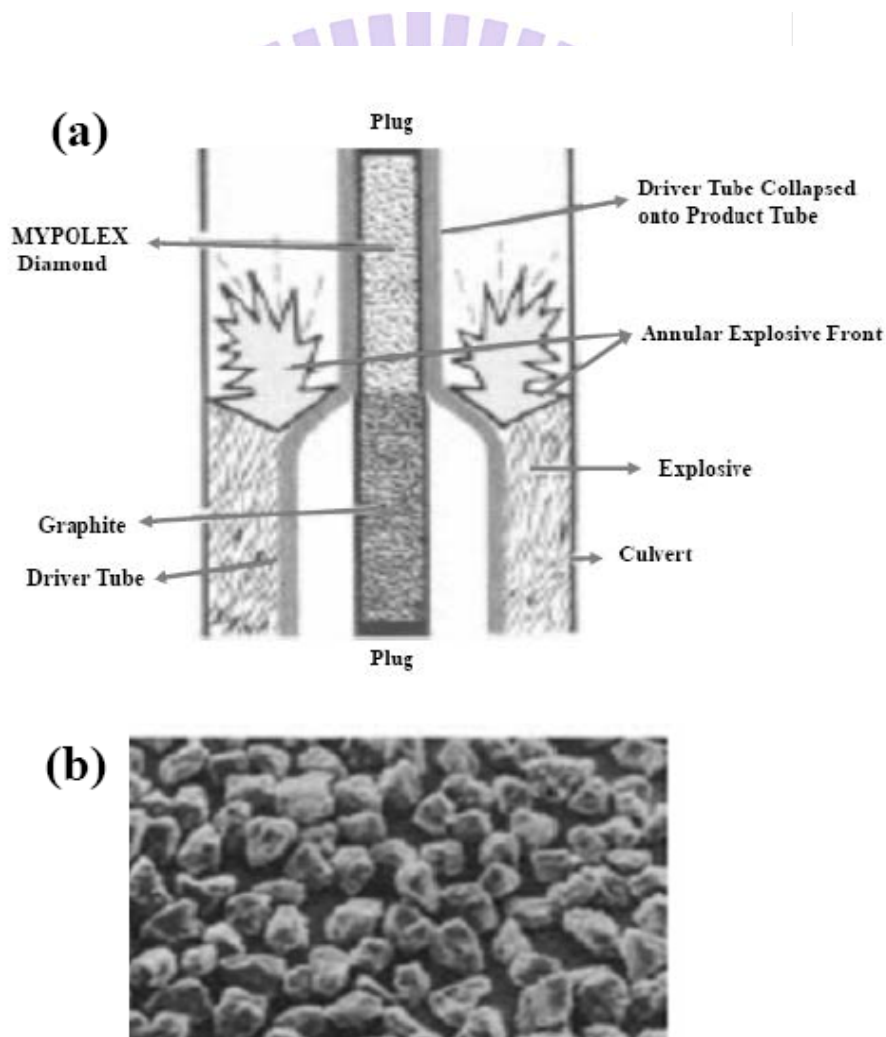 (a)
Plug
Driver Tube Collapsed
onto Product Tube
MYPOLEX
Diamond
Annular Explosive Front
Explosive
Graphite
Culvert
Driver Tube
Plug
(b)